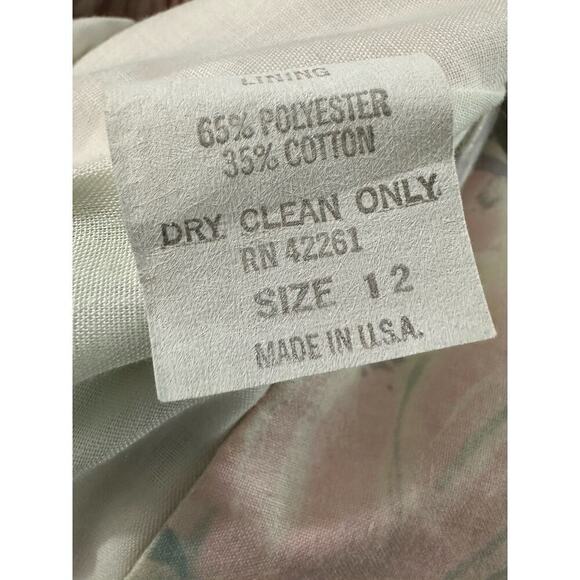 LINING
65% POLYESTER
35% COTTON
DRY CLEAN ONLY
RN 42261
SIZE 12
MADE IN U.S.A.